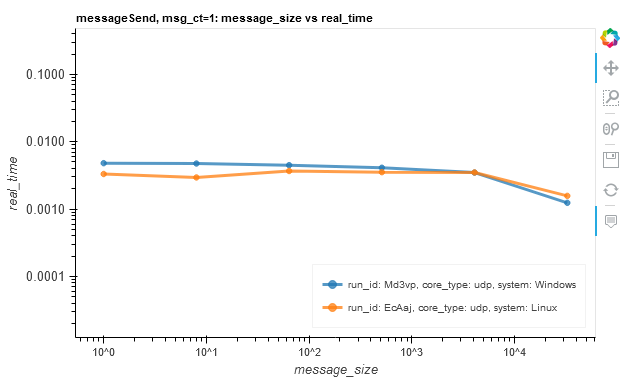 messageSend, msg_ct=1: message_size vs real_time
0.1000
0.0100
0.0010
0.0001
real_time
run_id: Md3vp, core_type: udp, system: Windows
run_id: EcAaj, core_type: udp, system: Linux
10^0 10^1 10^2 10^3 10^4
message_size